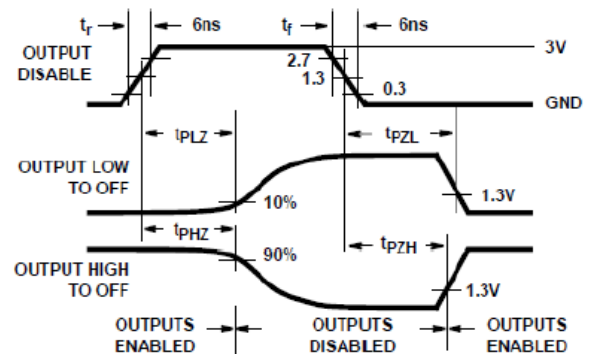 tr 6ns tf 6ns
OUTPUT
DISABLE
3V
2.7
1.3
0.3
GND
tPLZ tPZL
OUTPUT LOW
TO OFF
10%
1.3V
tPHZ tPZH
90%
OUTPUT HIGH
TO OFF
1.3V
OUTPUTS
ENABLED
OUTPUTS
DISABLED
OUTPUTS
ENABLED